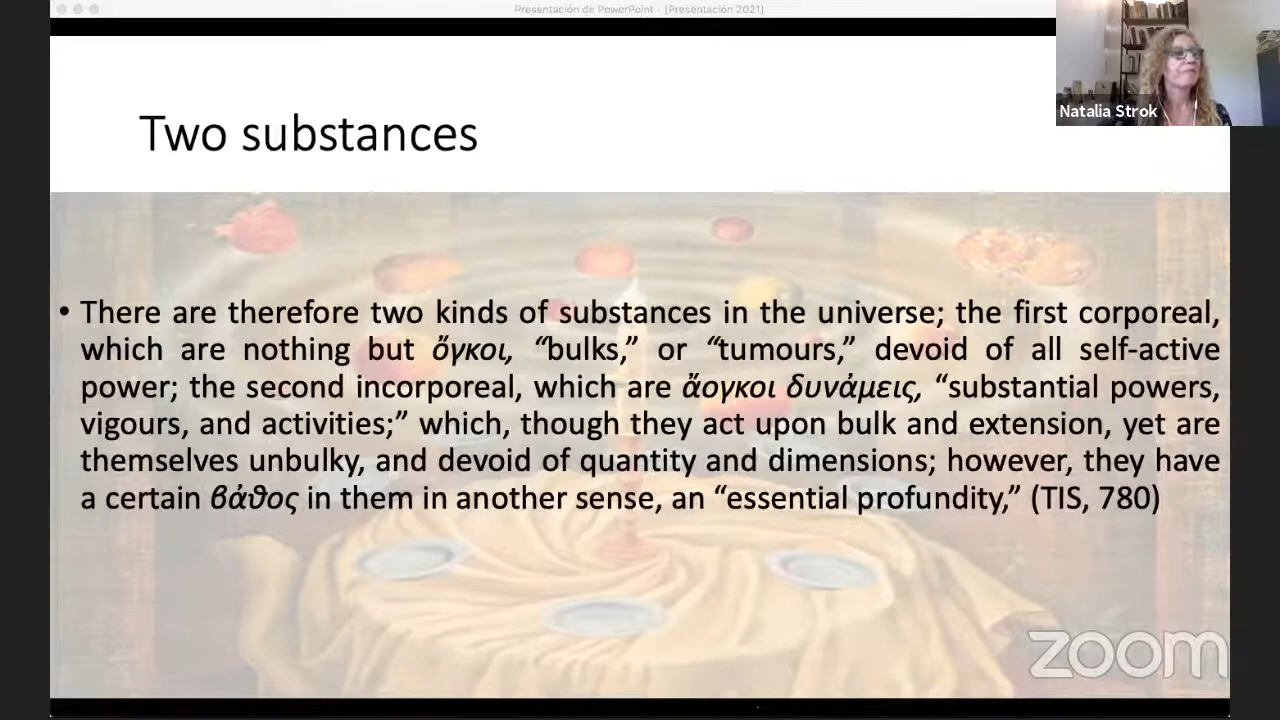 Presentación de PowerPoint - [Presentación 2021]
Natalia Strok
Two substances
• There are therefore two kinds of substances in the universe; the first corporeal,
which are nothing but ὄγκοι, “bulks,” or “tumours,” devoid of all self-active
power; the second incorporeal, which are ἄογκοι δυνάμεις, “substantial powers,
vigours, and activities;” which, though they act upon bulk and extension, yet are
themselves unbulky, and devoid of quantity and dimensions; however, they have
a certain βάθος in them in another sense, an “essential profundity,” (TIS, 780)
zoom